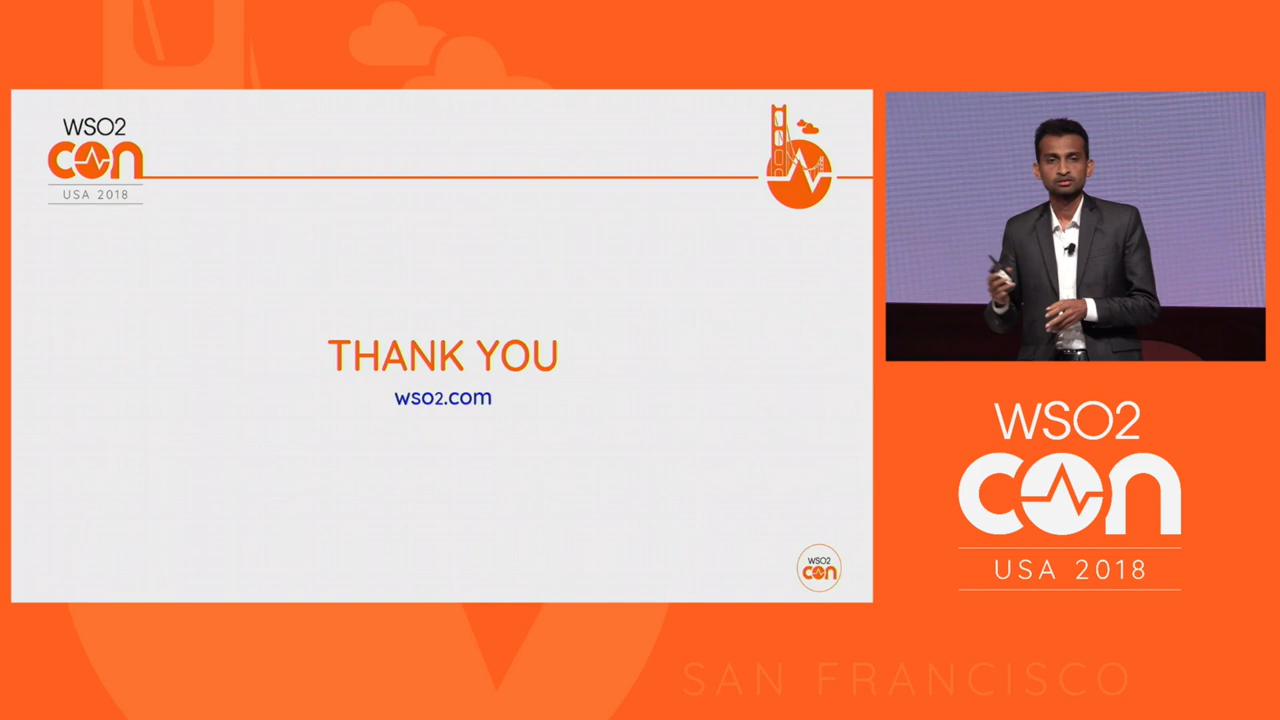 WSO2
con
USA 2018
THANK YOU
wso2.com
WSO2
con
WSO2
con
USA 2018
SAN FRANCISCO